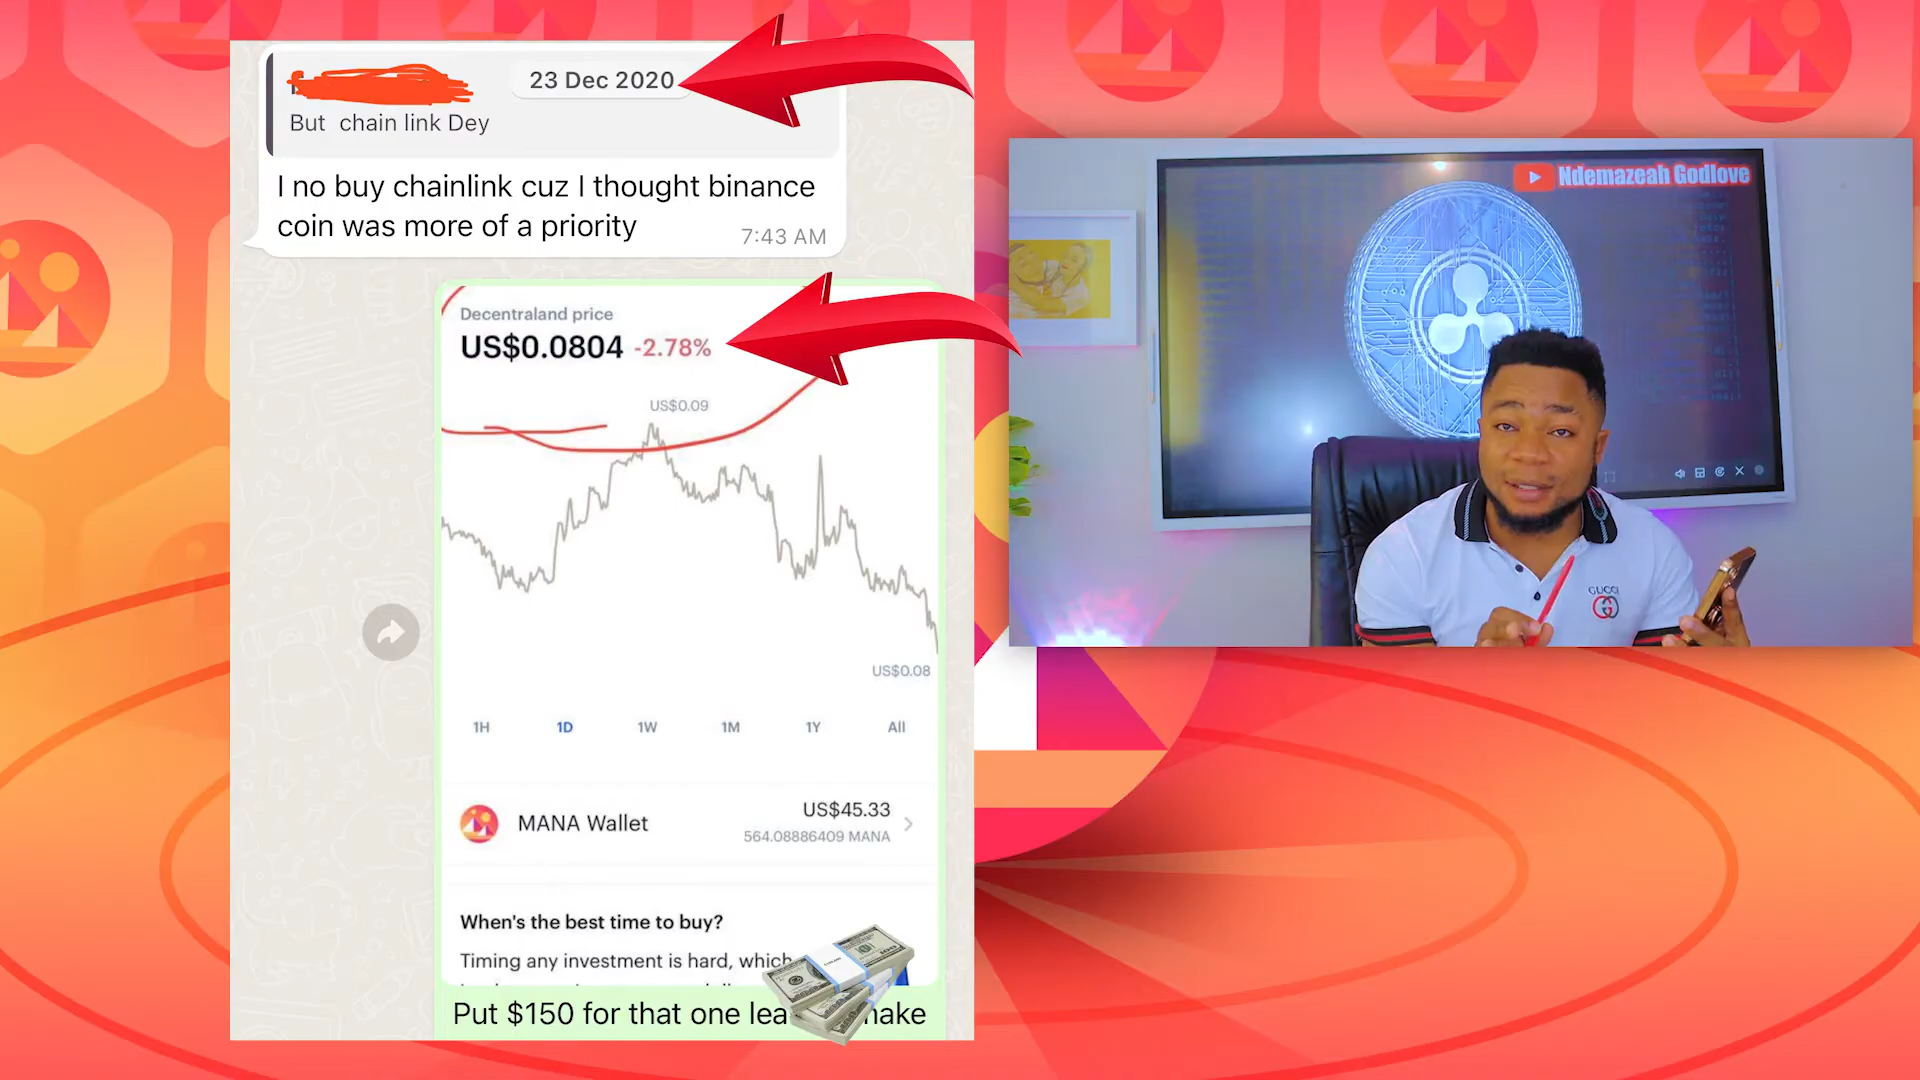 23 Dec 2020
But chain link Dey
I no buy chainlink cuz I thought binance
coin was more of a priority
7:43 AM
Decentraland price
US$0.0804 -2.78%
US$0.09
US$0.08
1H 1D 1W 1M 1Y All
MANA Wallet
US$45.33
564.08886409 MANA
When's the best time to buy?
Timing any investment is hard, which
Put $150 for that one
Ndemazeah Godlove
GUCCI